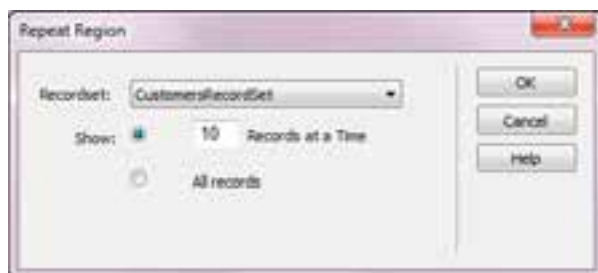 Repeat Region
Recordset: CustomersRecordSet
Show: 10 Records at a Time
All records
OK
Cancel
Help